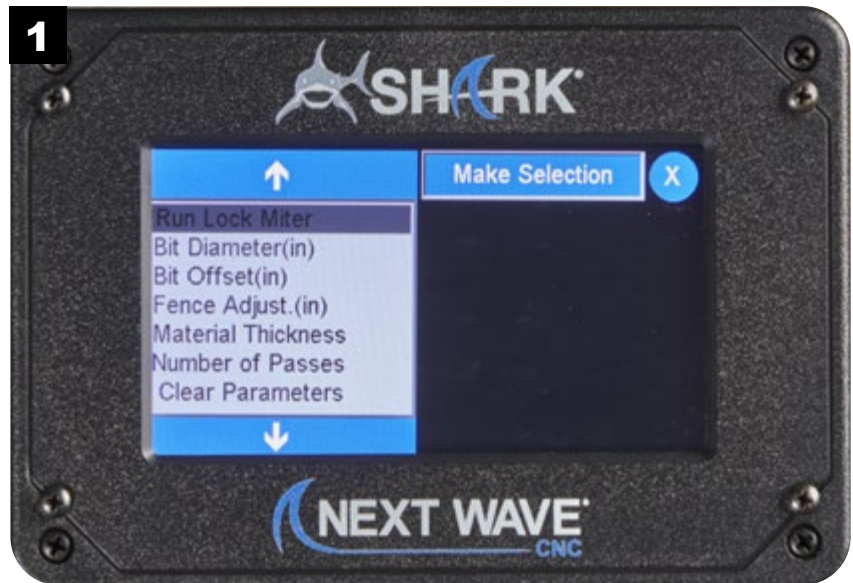 1
SHARK®
Make Selection
X
Run Lock Miter
Bit Diameter(in)
Bit Offset(in)
Fence Adjust.(in)
Material Thickness
Number of Passes
Clear Parameters
NEXT WAVE®
CNC